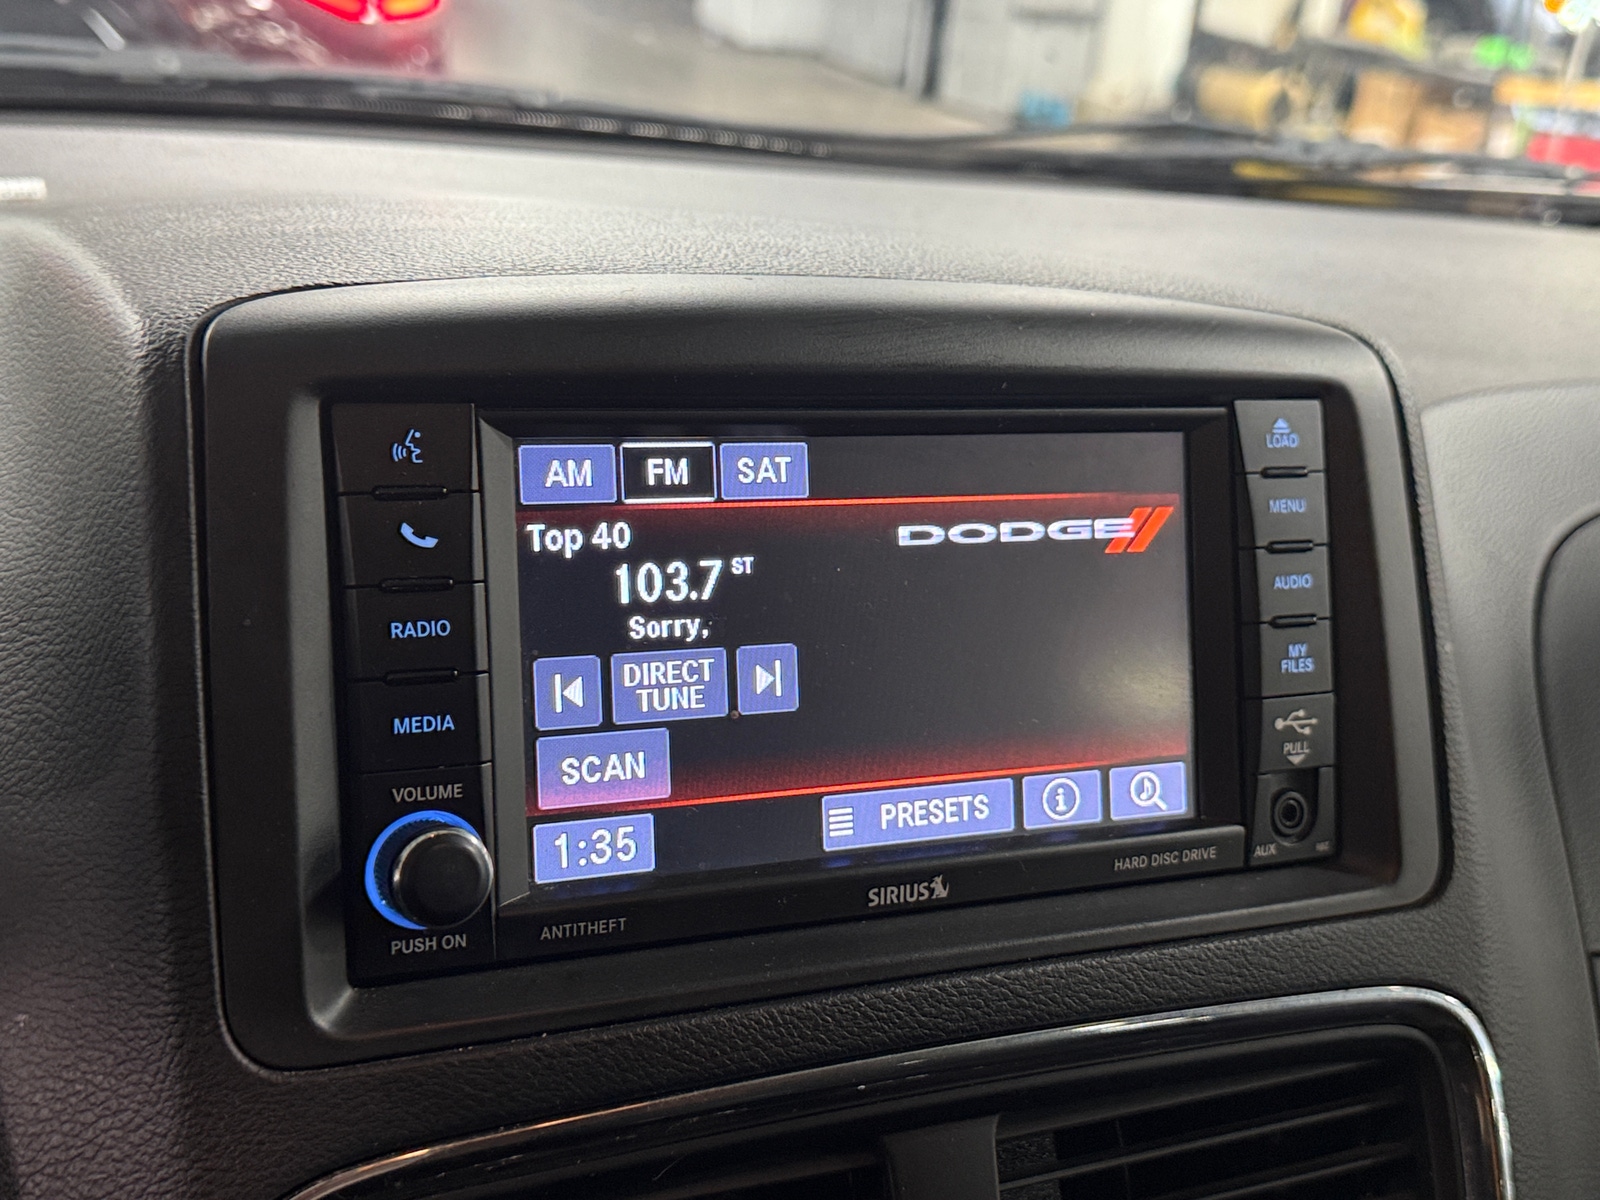 AM FM SAT
Top 40
DODGE
103.7 ST
Sorry,
DIRECT
TUNE
SCAN
PRESETS
1:35
RADIO
MEDIA
VOLUME
PUSH ON
LOAD
MENU
AUDIO
MY
FILES
PULL
AUX
HARD DISC DRIVE
SIRIUS
ANTITHEFT